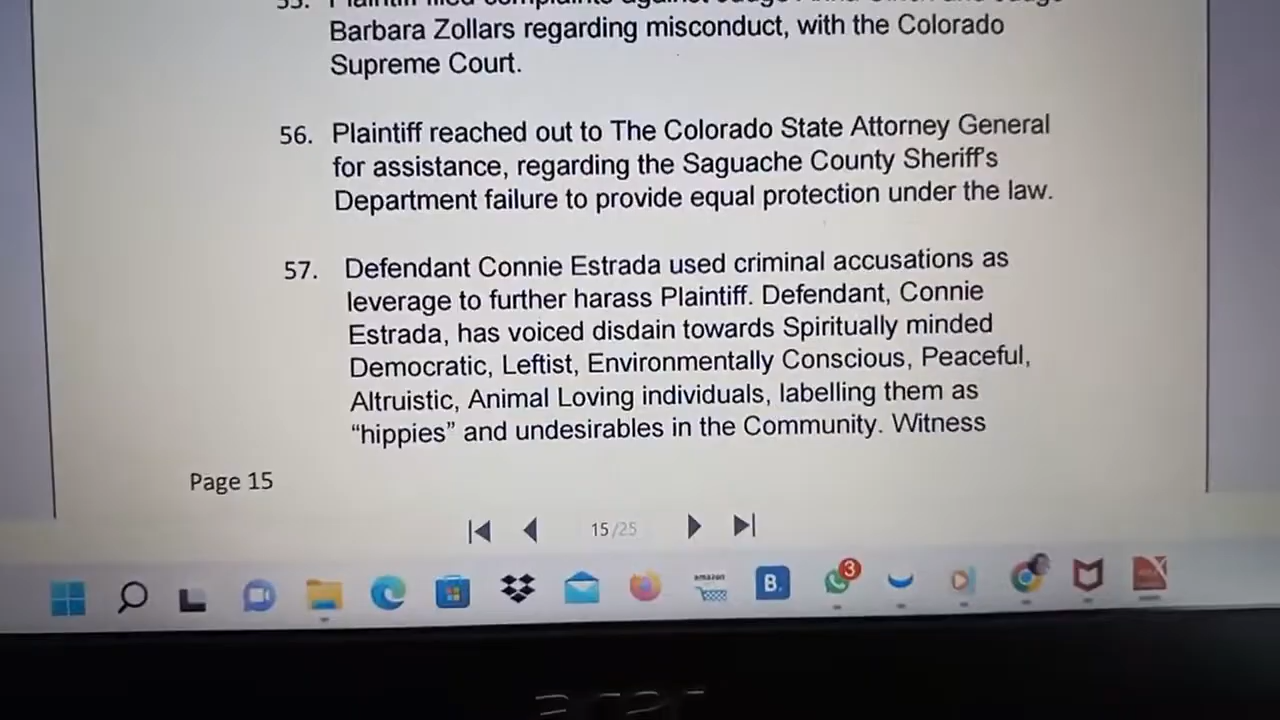 Barbara Zollars regarding misconduct, with the Colorado
Supreme Court.
56. Plaintiff reached out to The Colorado State Attorney General
for assistance, regarding the Saguache County Sheriff's
Department failure to provide equal protection under the law.
57. Defendant Connie Estrada used criminal accusations as
leverage to further harass Plaintiff. Defendant, Connie
Estrada, has voiced disdain towards Spiritually minded
Democratic, Leftist, Environmentally Conscious, Peaceful,
Altruistic, Animal Loving individuals, labelling them as
“hippies” and undesirables in the Community. Witness
Page 15
15/25
amazon
B.
3